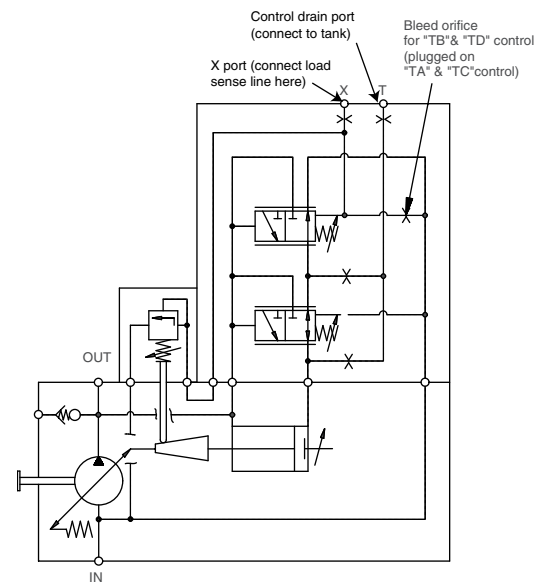 Control drain port
(connect to tank)
Bleed orifice
for "TB"& "TD" control
(plugged on
"TA" & "TC"control)
X port (connect load
sense line here)
X
T
OUT
IN